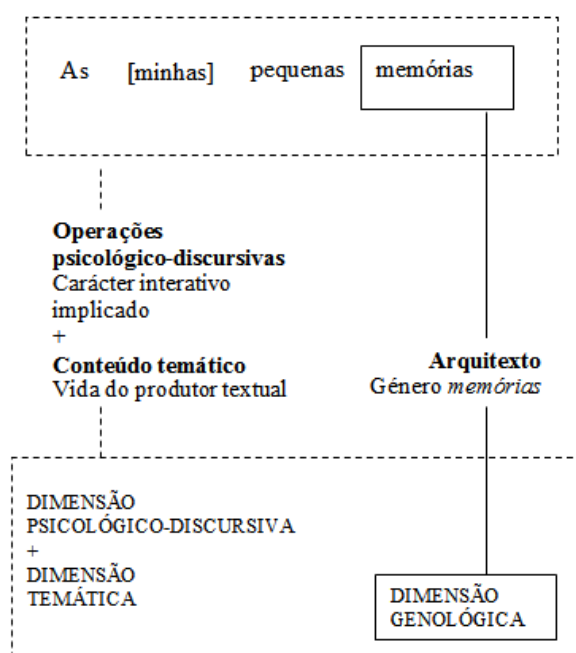 As [minhas] pequenas memórias
Operações
psicológico-discursivas
Carácter interativo
implicado
+
Conteúdo temático
Vida do produtor textual
Arquitexto
Género memórias
DIMENSÃO
PSICOLÓGICO-DISCURSIVA
+
DIMENSÃO
TEMÁTICA
DIMENSÃO
GENOLÓGICA